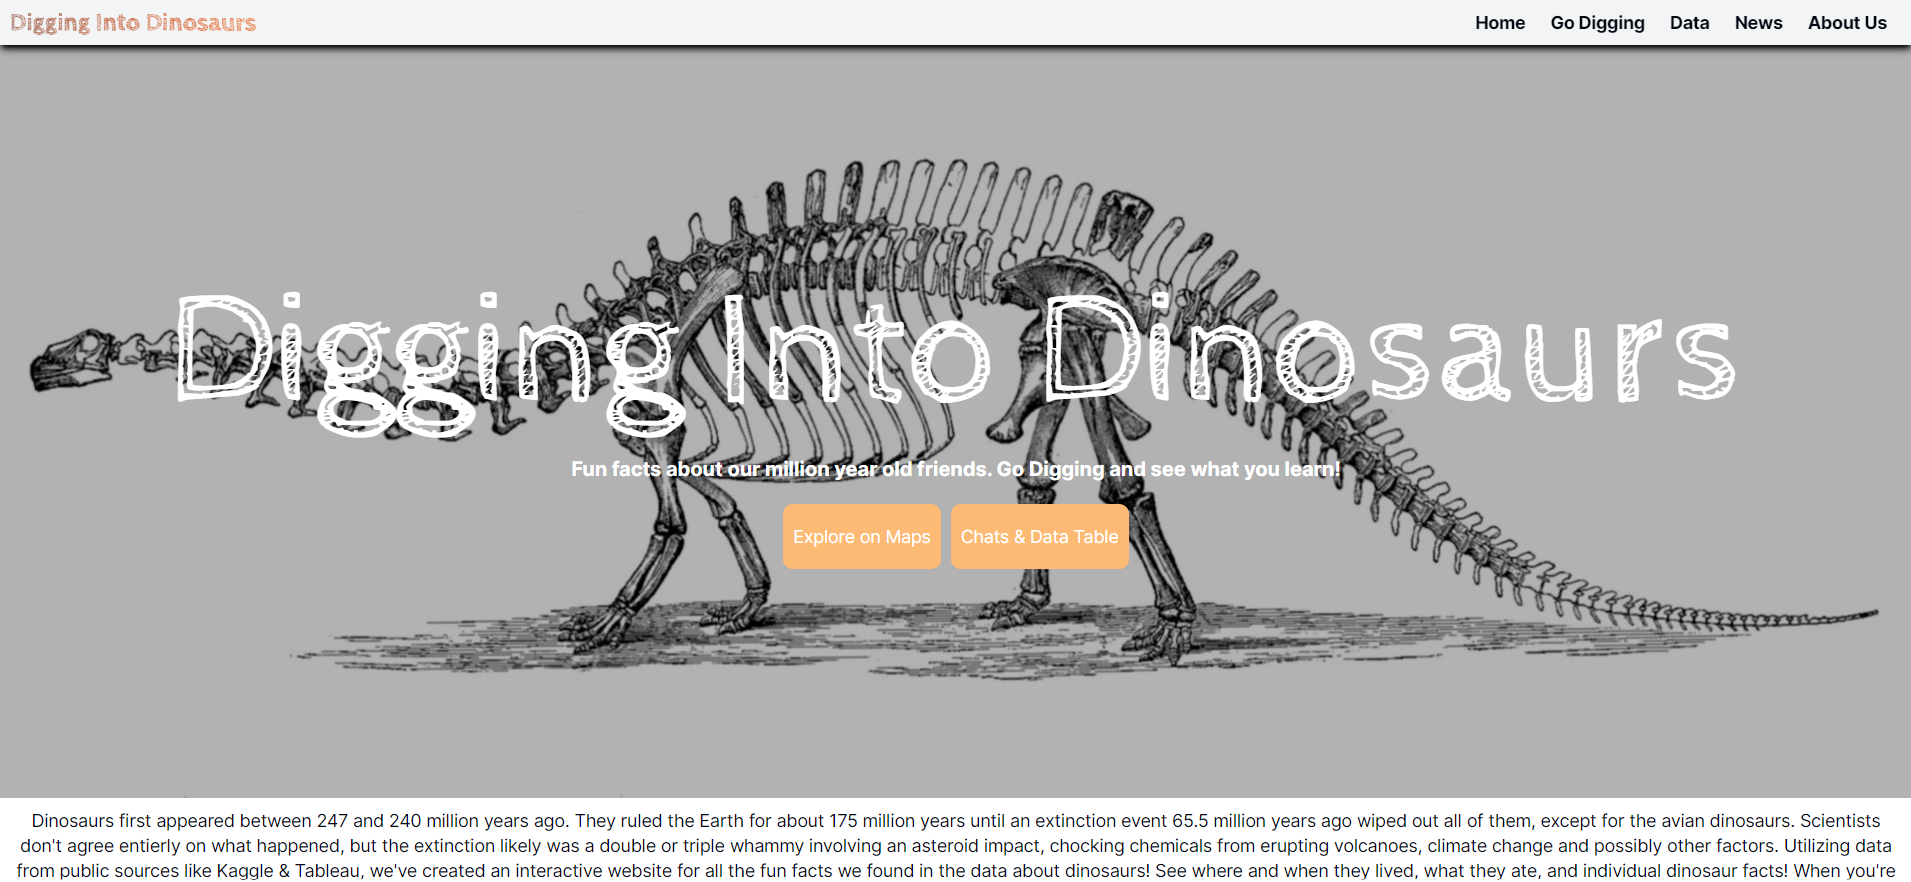 Digging Into Dinosaurs
Home Go Digging Data News About Us
Digging Into Dinosaurs
Fun facts about our million year old friends. Go Digging and see what you learn!
Explore on Maps
Chats & Data Table
Dinosaurs first appeared between 247 and 240 million years ago. They ruled the Earth for about 175 million years until an extinction event 65.5 million years ago wiped out all of them, except for the avian dinosaurs. Scientists
don't agree entierly on what happened, but the extinction likely was a double or triple whammy involving an asteroid impact, chocking chemicals from erupting volcanoes, climate change and possibly other factors. Utilizing data
from public sources like Kaggle & Tableau, we've created an interactive website for all the fun facts we found in the data about dinosaurs! See where and when they lived, what they ate, and individual dinosaur facts! When you're